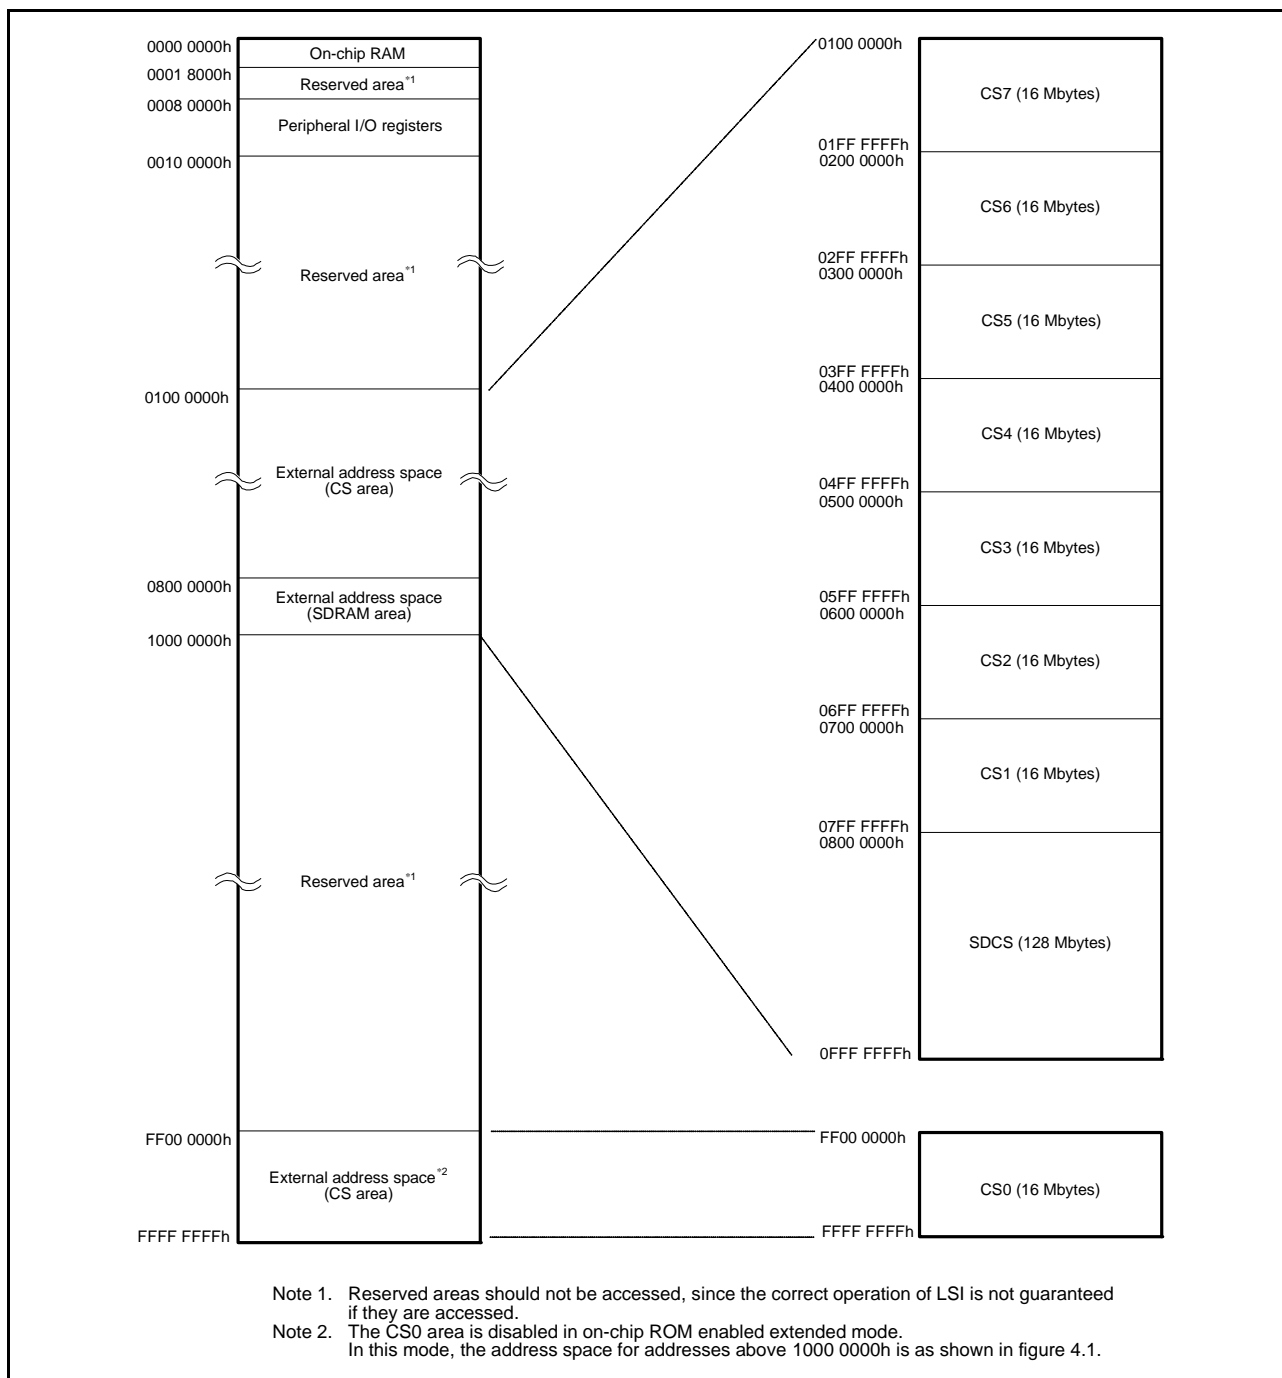 0000 0000h
On-chip RAM
0001 8000h
Reserved area*1
0008 0000h
Peripheral I/O registers
0010 0000h
Reserved area*1
0100 0000h
External address space
(CS area)
0800 0000h
External address space
(SDRAM area)
1000 0000h
Reserved area*1
FF00 0000h
External address space*2
(CS area)
FFFF FFFFh
0100 0000h
CS7 (16 Mbytes)
01FF FFFFh
0200 0000h
CS6 (16 Mbytes)
02FF FFFFh
0300 0000h
CS5 (16 Mbytes)
03FF FFFFh
0400 0000h
CS4 (16 Mbytes)
04FF FFFFh
0500 0000h
CS3 (16 Mbytes)
05FF FFFFh
0600 0000h
CS2 (16 Mbytes)
06FF FFFFh
0700 0000h
CS1 (16 Mbytes)
07FF FFFFh
0800 0000h
SDCS (128 Mbytes)
0FFF FFFFh
FF00 0000h
CS0 (16 Mbytes)
FFFF FFFFh
Note 1. Reserved areas should not be accessed, since the correct operation of LSI is not guaranteed
if they are accessed.
Note 2. The CS0 area is disabled in on-chip ROM enabled extended mode.
In this mode, the address space for addresses above 1000 0000h is as shown in figure 4.1.